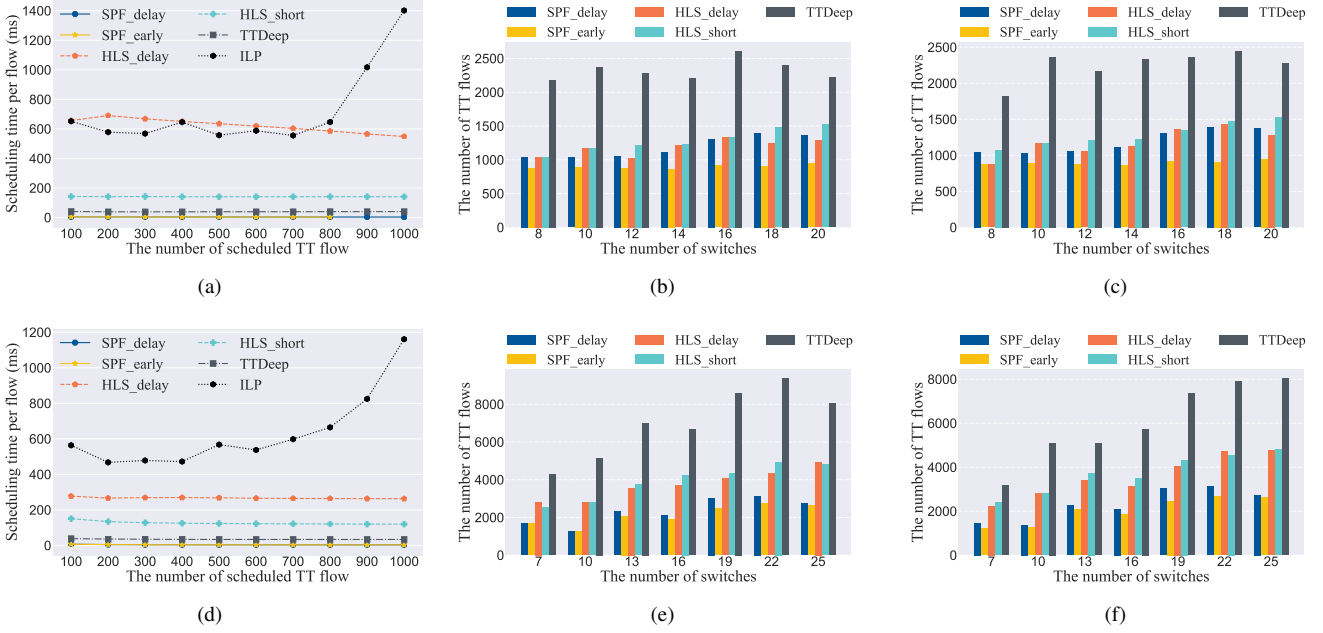 SPF_delay HLS_short
SPF_early TTDeep
HLS_delay ILP
Scheduling time per flow (ms)
1400
1200
1000
800
600
400
200
0
100 200 300 400 500 600 700 800 900 1000
The number of scheduled TT flow
(a)
SPF_delay HLS_delay TTDeep
SPF_early HLS_short
The number of TT flows
2500
2000
1500
1000
500
0
8 10 12 14 16 18 20
The number of switches
(b)
SPF_delay HLS_delay TTDeep
SPF_early HLS_short
The number of TT flows
2500
2000
1500
1000
500
0
8 10 12 14 16 18 20
The number of switches
(c)
SPF_delay HLS_short
SPF_early TTDeep
HLS_delay ILP
Scheduling time per flow (ms)
1200
1000
800
600
400
200
0
100 200 300 400 500 600 700 800 900 1000
The number of scheduled TT flow
(d)
SPF_delay HLS_delay TTDeep
SPF_early HLS_short
The number of TT flows
8000
6000
4000
2000
0
7 10 13 16 19 22 25
The number of switches
(e)
SPF_delay HLS_delay TTDeep
SPF_early HLS_short
The number of TT flows
8000
6000
4000
2000
0
7 10 13 16 19 22 25
The number of switches
(f)